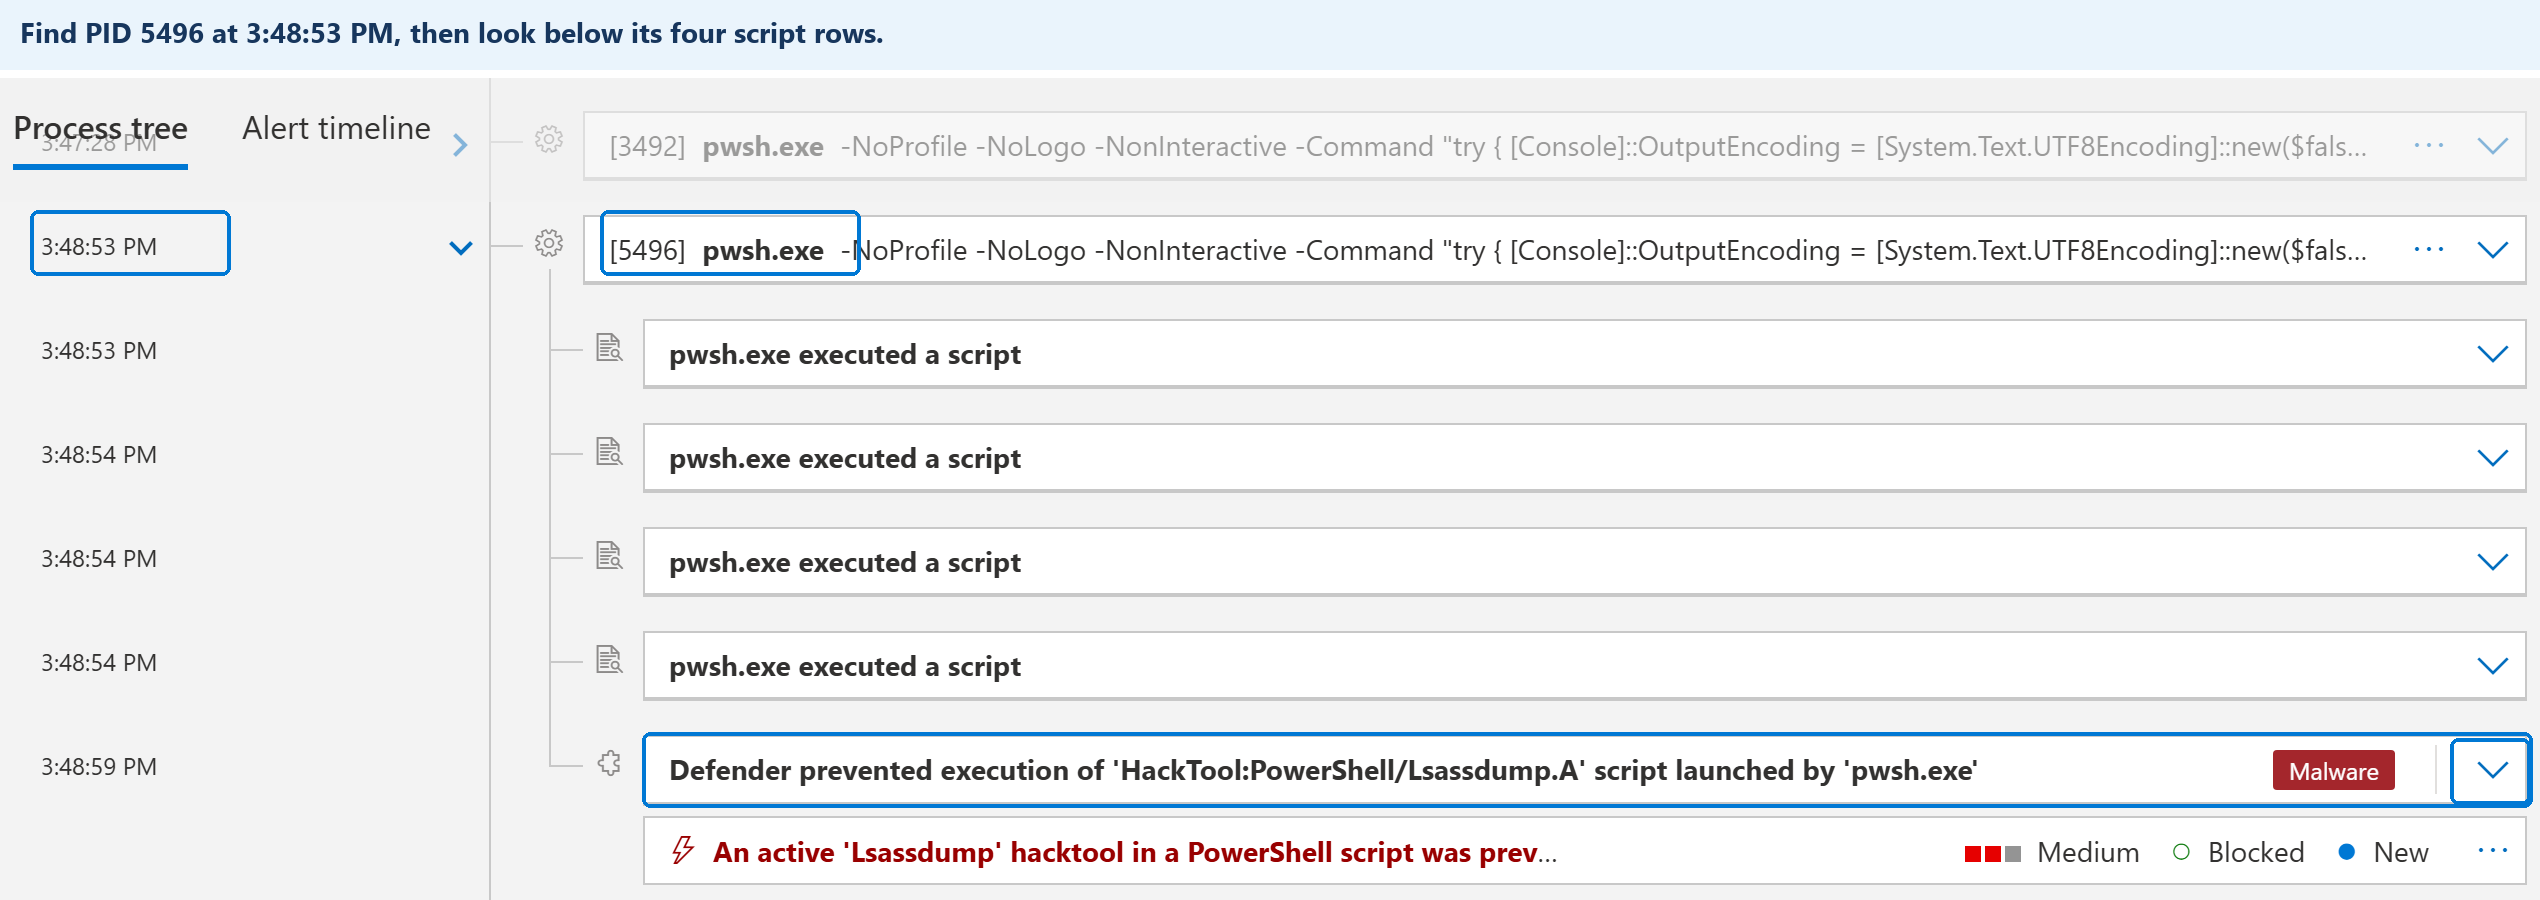 Find PID 5496 at 3:48:53 PM, then look below its four script rows.
Process tree
Alert timeline
3:47:28 PM
[3492] pwsh.exe -NoProfile -NoLogo -NonInteractive -Command "try { [Console]::OutputEncoding = [System.Text.UTF8Encoding]::new($fals...
3:48:53 PM
[5496] pwsh.exe -NoProfile -NoLogo -NonInteractive -Command "try { [Console]::OutputEncoding = [System.Text.UTF8Encoding]::new($fals...
3:48:53 PM
pwsh.exe executed a script
3:48:54 PM
pwsh.exe executed a script
3:48:54 PM
pwsh.exe executed a script
3:48:54 PM
pwsh.exe executed a script
3:48:59 PM
Defender prevented execution of 'HackTool:PowerShell/Lsassdump.A' script launched by 'pwsh.exe'
Malware
An active 'Lsassdump' hacktool in a PowerShell script was prev...
Medium
Blocked
New